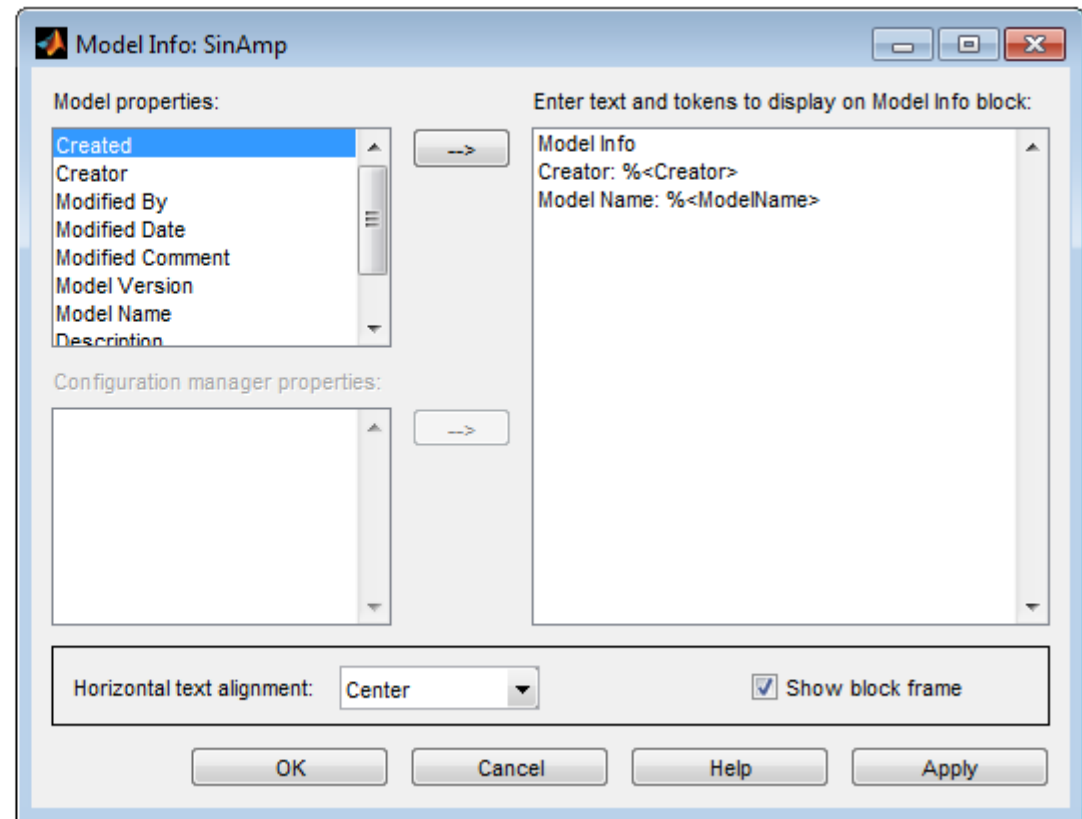 Model Info: SinAmp
Model properties:
Created
Creator
Modified By
Modified Date
Modified Comment
Model Version
Model Name
Description
-->
Enter text and tokens to display on Model Info block:
Model Info
Creator: %<Creator>
Model Name: %<ModelName>
Configuration manager properties:
-->
Horizontal text alignment: Center
Show block frame
OK Cancel Help Apply